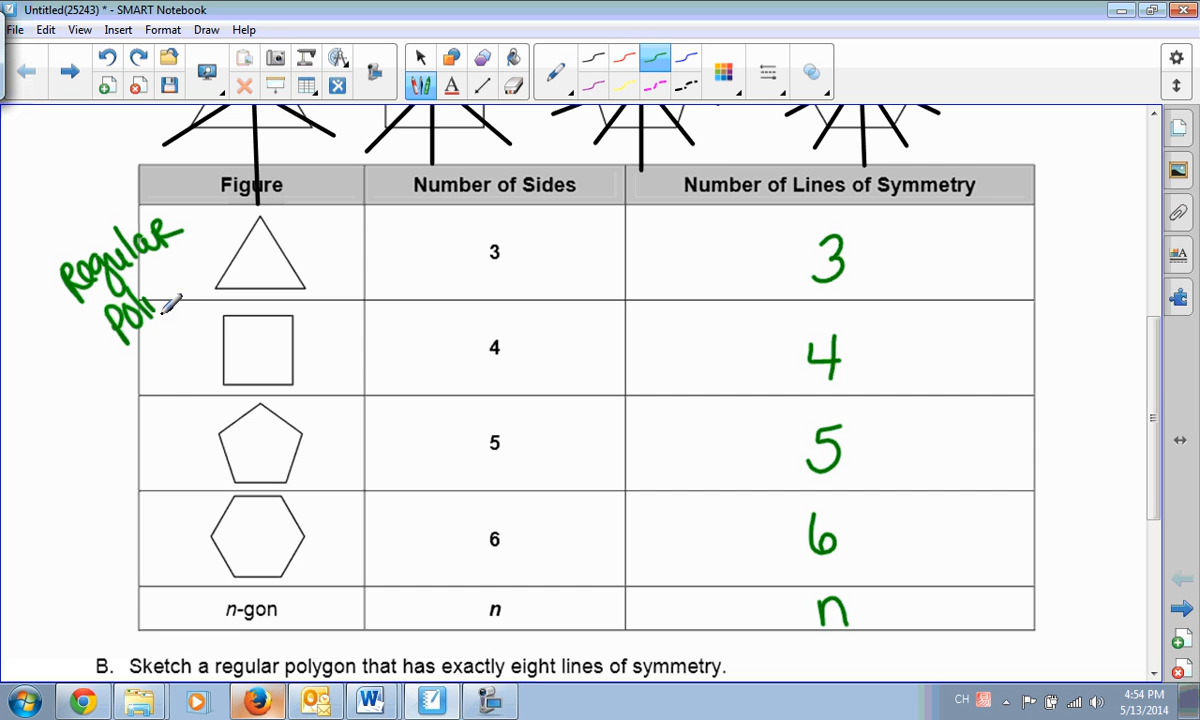 Untitled(25243) * - SMART Notebook
File Edit View Insert Format Draw Help
Figure Number of Sides Number of Lines of Symmetry
Regular
Poly
3 3
4 4
5 5
6 6
n-gon n n
B. Sketch a regular polygon that has exactly eight lines of symmetry.
CH 4:54 PM
5/13/2014